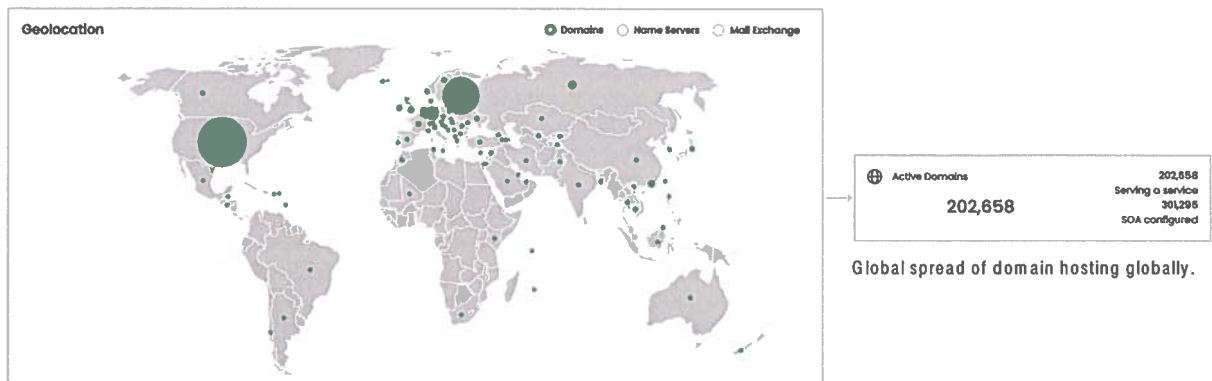 Geolocation
Domains Name Servers Mail Exchange
Active Domains
202,658
202,658
Serving a service
301,295
SOA configured
Global spread of domain hosting globally.